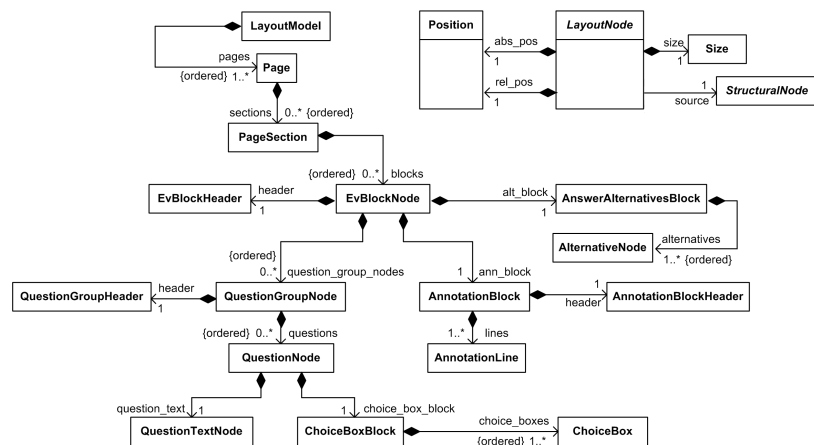 LayoutModel
pages
{ordered} 1..*
Page
sections 0..* {ordered}
PageSection
{ordered} 0..* blocks
Position
LayoutNode
abs_pos
1
rel_pos
1
size
1
Size
1
source
StructuralNode
EvBlockHeader
header
1
EvBlockNode
alt_block
1
AnswerAlternativesBlock
alternatives
1..* {ordered}
AlternativeNode
{ordered}
0..* question_group_nodes
1 ann_block
QuestionGroupHeader
header
1
QuestionGroupNode
AnnotationBlock
1
header
AnnotationBlockHeader
{ordered} 0..* questions
1..* lines
QuestionNode
AnnotationLine
question_text 1
1 choice_box_block
QuestionTextNode
ChoiceBoxBlock
choice_boxes
{ordered} 1..*
ChoiceBox